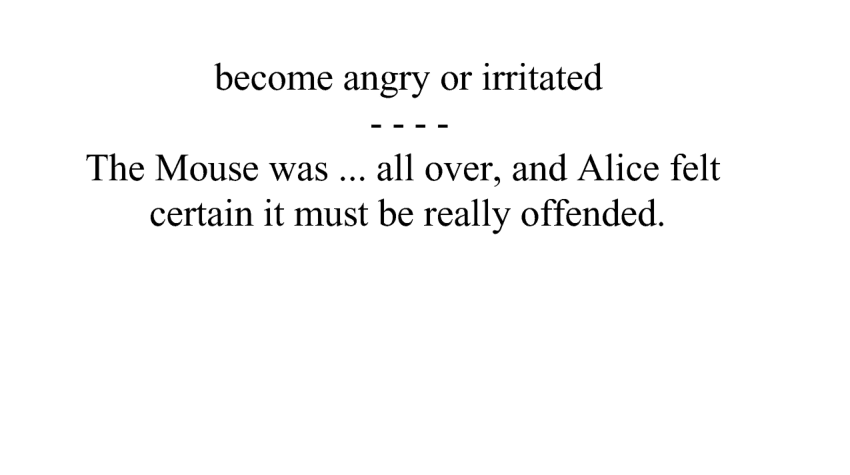 become angry or irritated
- - - -
The Mouse was ... all over, and Alice felt
certain it must be really offended.